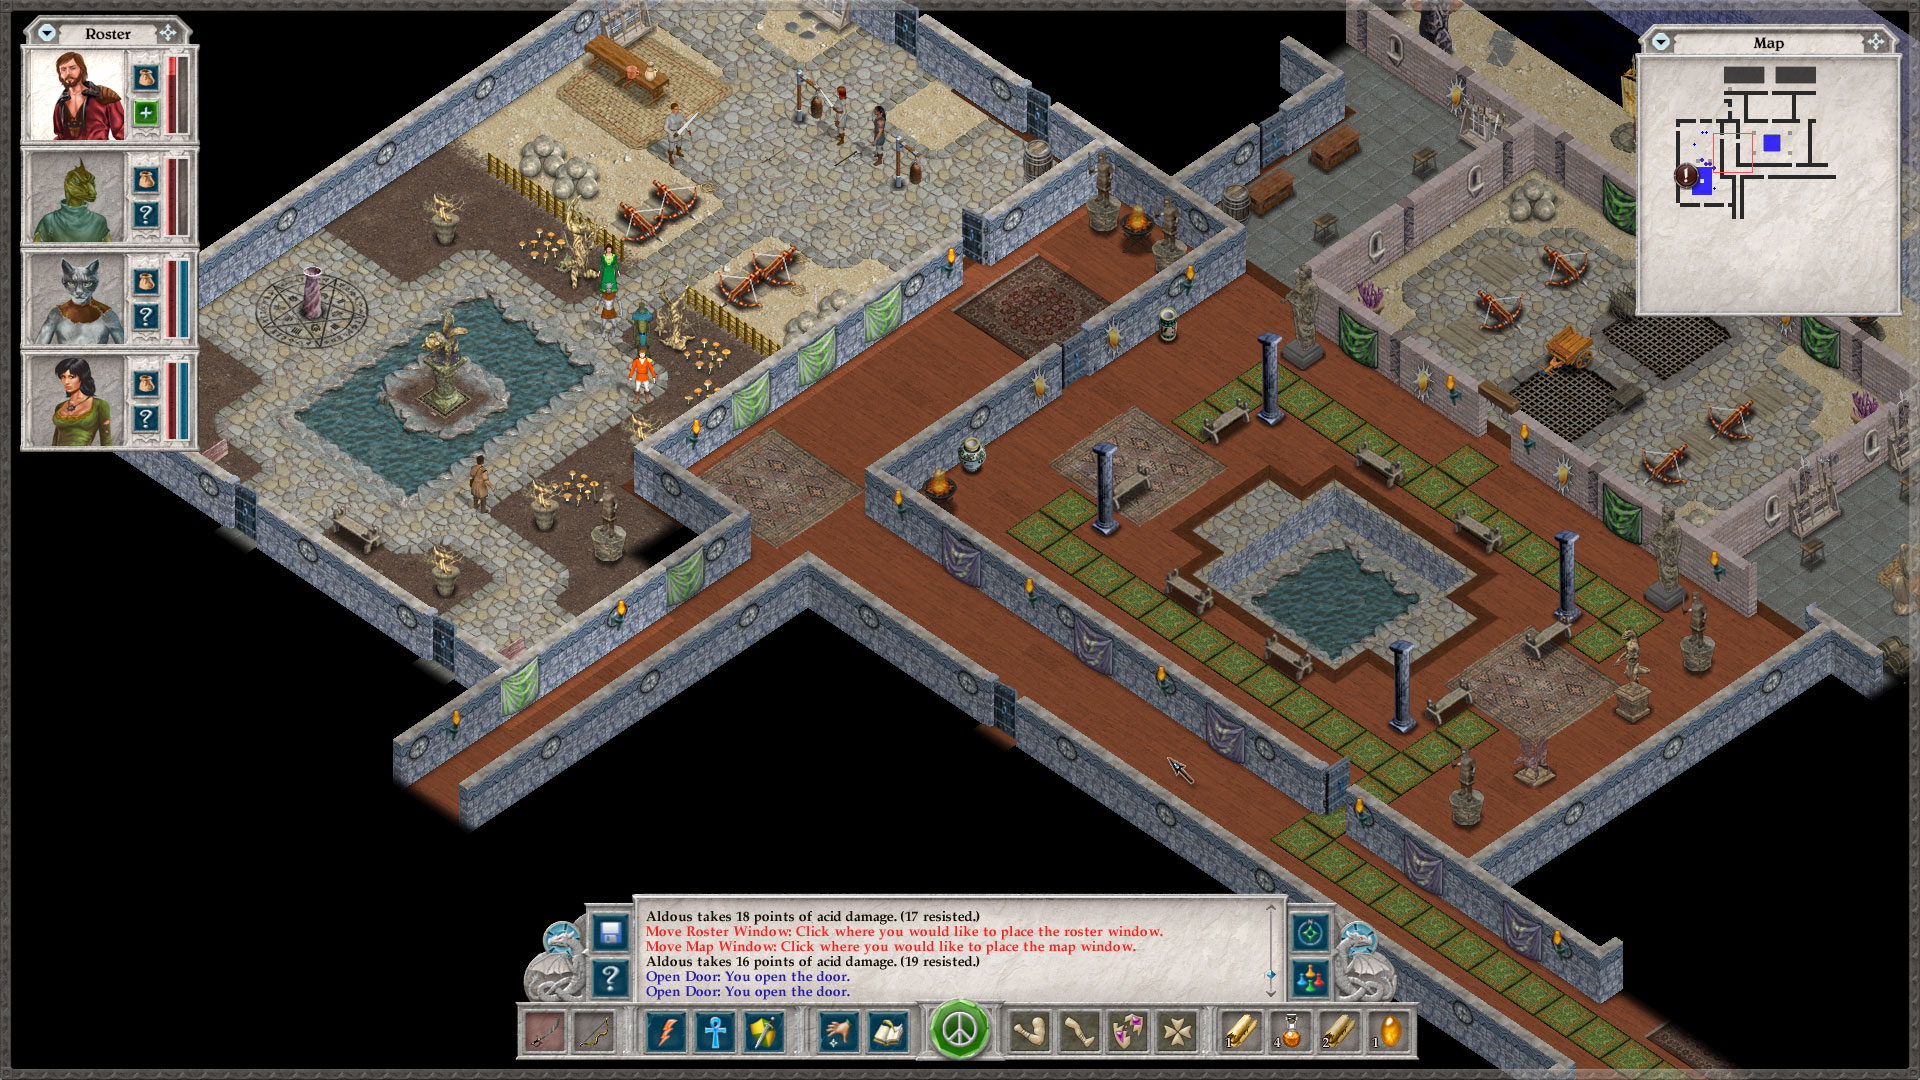 Roster
Map
Aldous takes 18 points of acid damage. (17 resisted.)
Move Roster Window: Click where you would like to place the roster window.
Move Map Window: Click where you would like to place the map window.
Aldous takes 16 points of acid damage. (19 resisted.)
Open Door: You open the door.
Open Door: You open the door.
1 4 2 1